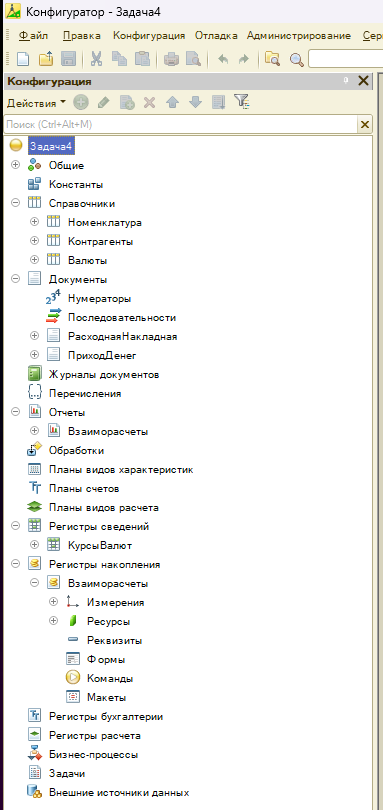 Конфигуратор - Задача4
Файл Правка Конфигурация Отладка Администрирование
Конфигурация
Действия
Поиск (Ctrl+Alt+M)
Задача4
Общие
Константы
Справочники
Номенклатура
Контрагенты
Валюты
Документы
Нумераторы
Последовательности
РасходнаяНакладная
ПриходДенег
Журналы документов
Перечисления
Отчеты
Взаиморасчеты
Обработки
Планы видов характеристик
Планы счетов
Планы видов расчета
Регистры сведений
КурсыВалют
Регистры накопления
Взаиморасчеты
Измерения
Ресурсы
Реквизиты
Формы
Команды
Макеты
Регистры бухгалтерии
Регистры расчета
Бизнес-процессы
Задачи
Внешние источники данных